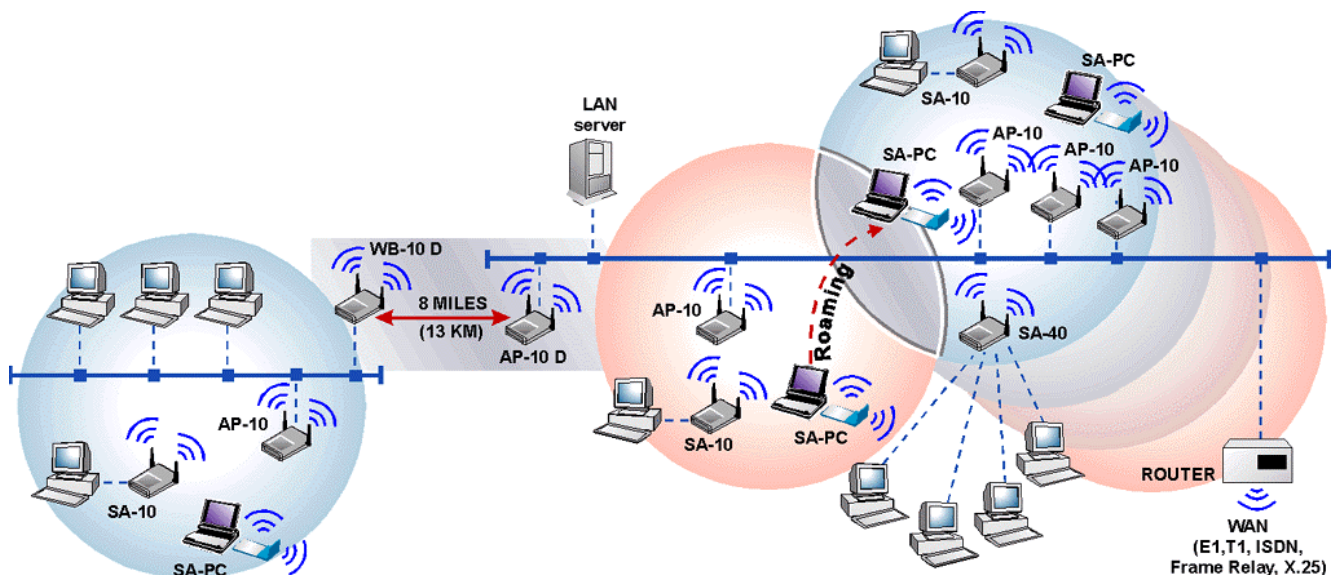 SA-PC
SA-10
LAN
server
AP-10
SA-PC
AP-10
AP-10
WB-10 D
8 MILES
(13 KM)
AP-10 D
AP-10
Roaming
SA-40
AP-10
SA-10
SA-PC
SA-10
SA-PC
ROUTER
WAN
(E1,T1, ISDN,
Frame Relay, X.25)